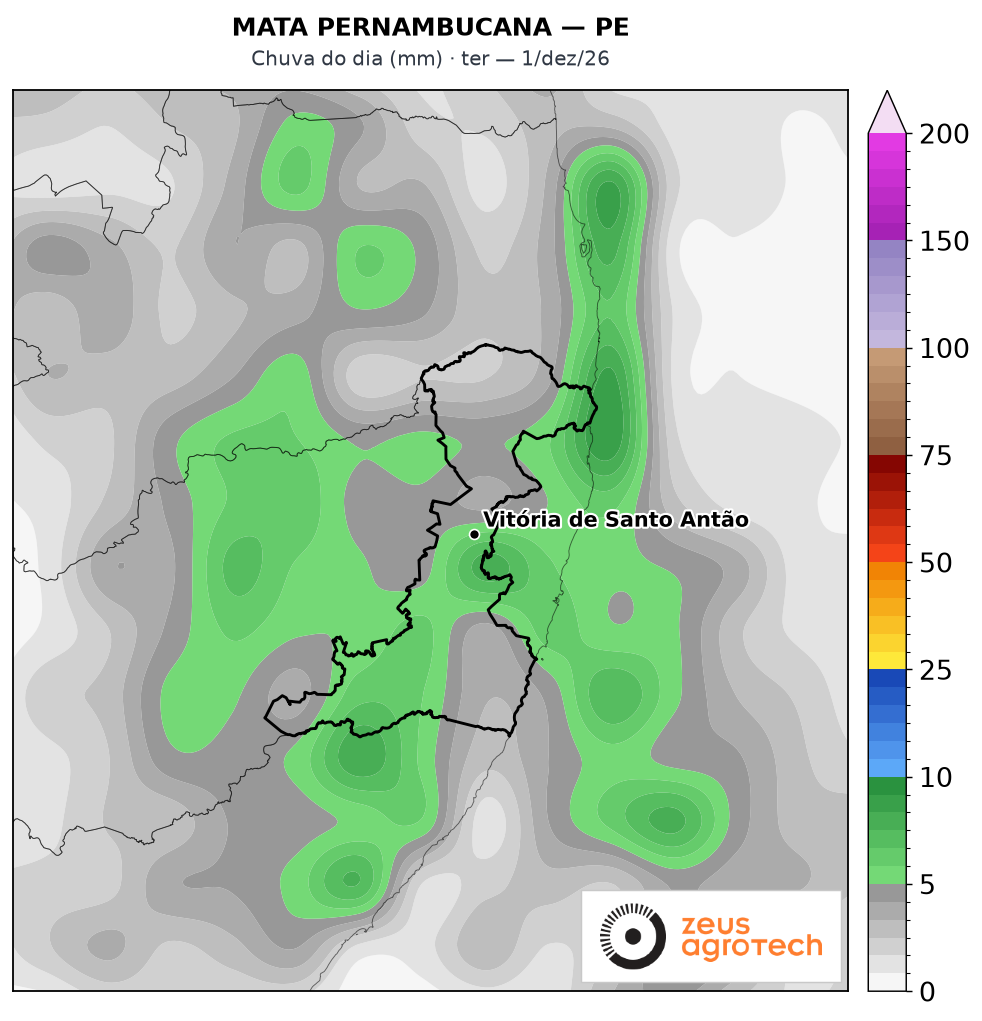 MATA PERNAMBUCANA — PE
Chuva do dia (mm) · ter — 1/dez/26
200
150
100
75
50
25
10
5
0
Vitória de Santo Antão
zeus
agrotech